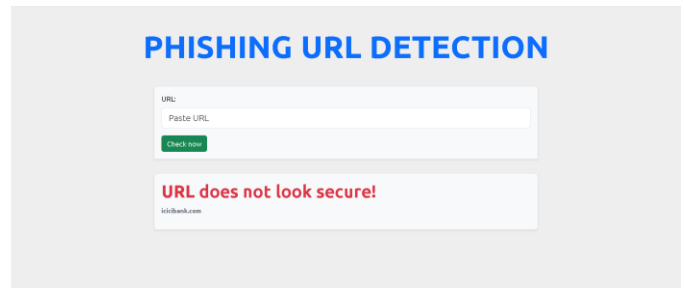 PHISHING URL DETECTION
URL:
Paste URL
Check now
URL does not look secure!
icicibank.com